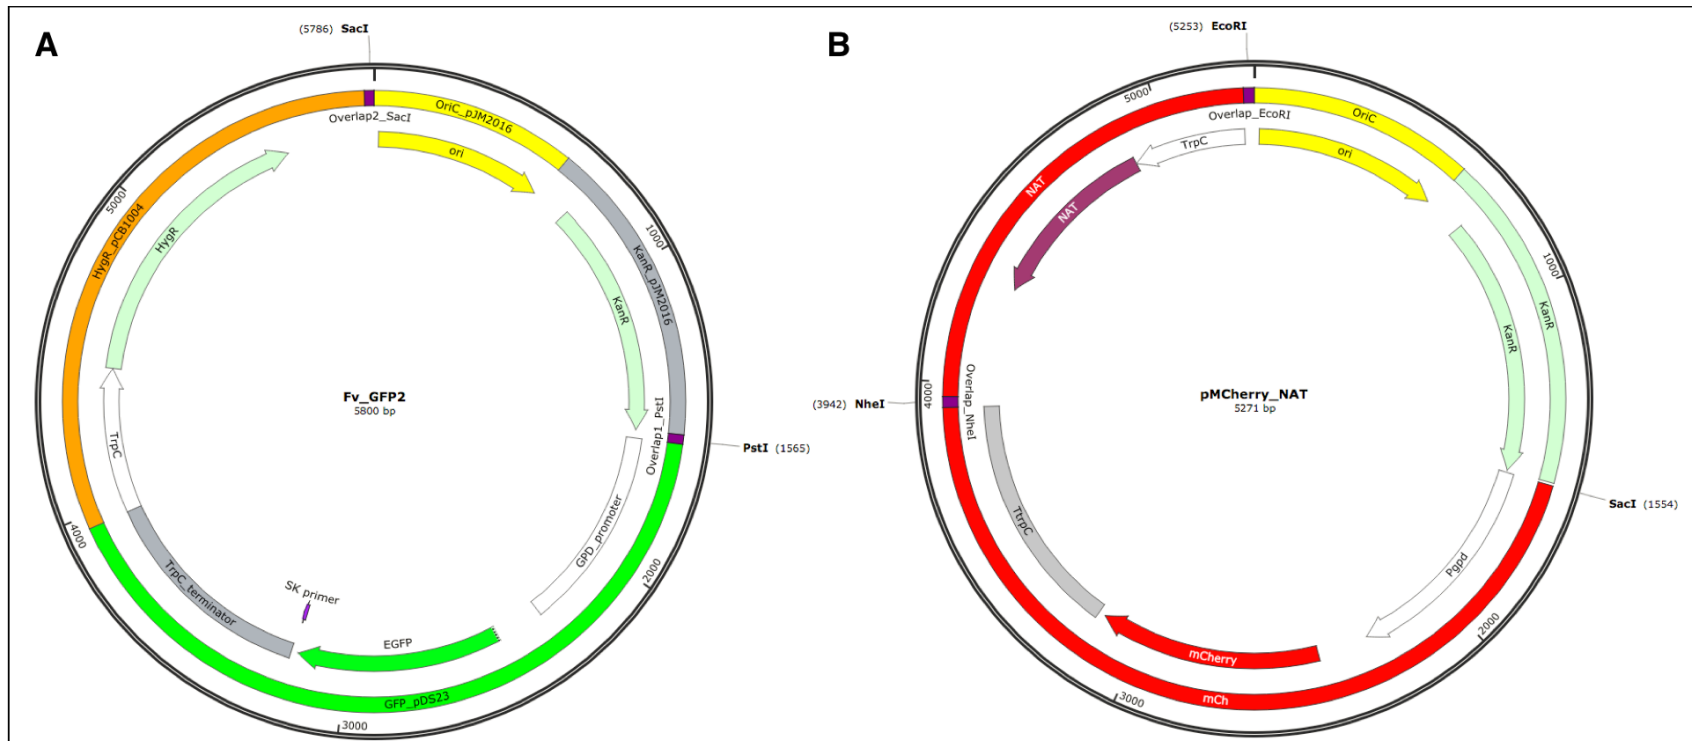 A
(5786) SacI
Overlap2_SacI
OriC_pJM2016
ori
1000
KanR_pJM2016
KanR
Overlap1_PstI
PstI (1565)
GPD_promoter
2000
EGFP
SK primer
GFP_pDS23
3000
TrpC_terminator
4000
TrpC
HygR_pCB1004
HygR
5000
Fv_GFP2
5800 bp
B
(5253) EcoRI
Overlap_EcoRI
OriC
ori
1000
KanR
KanR
SacI (1554)
Pgpd
2000
mCherry
mCh
3000
TtrpC
Overlap_NheI
(3942) NheI
4000
NAT
NAT
TrpC
5000
pMCherry_NAT
5271 bp